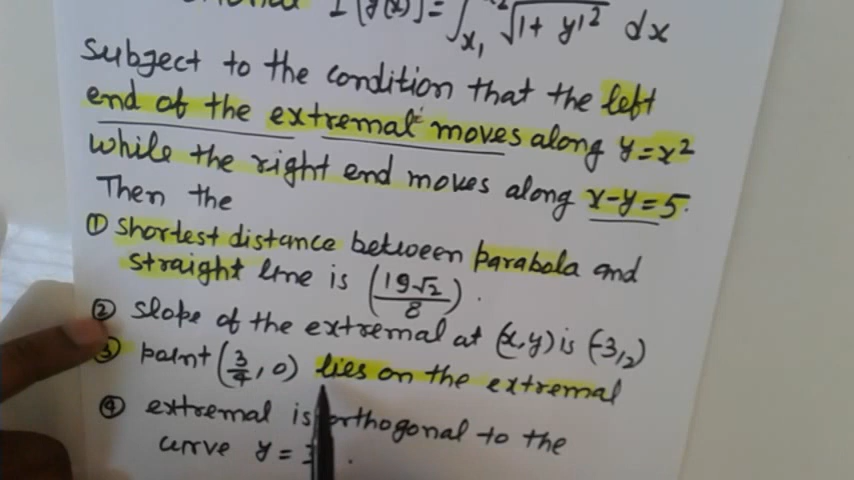 I[y(x)] = ∫x₁ √1 + y'² dx
subject to the condition that the left
end of the extremal moves along y = x²
while the right end moves along x-y=5.
Then the
① shortest distance between parabola and
straight line is (19√2/8).
② slope of the extremal at (x,y) is (-3,2)
③ point (3/4, 0) lies on the extremal
④ extremal is orthogonal to the
curve y =